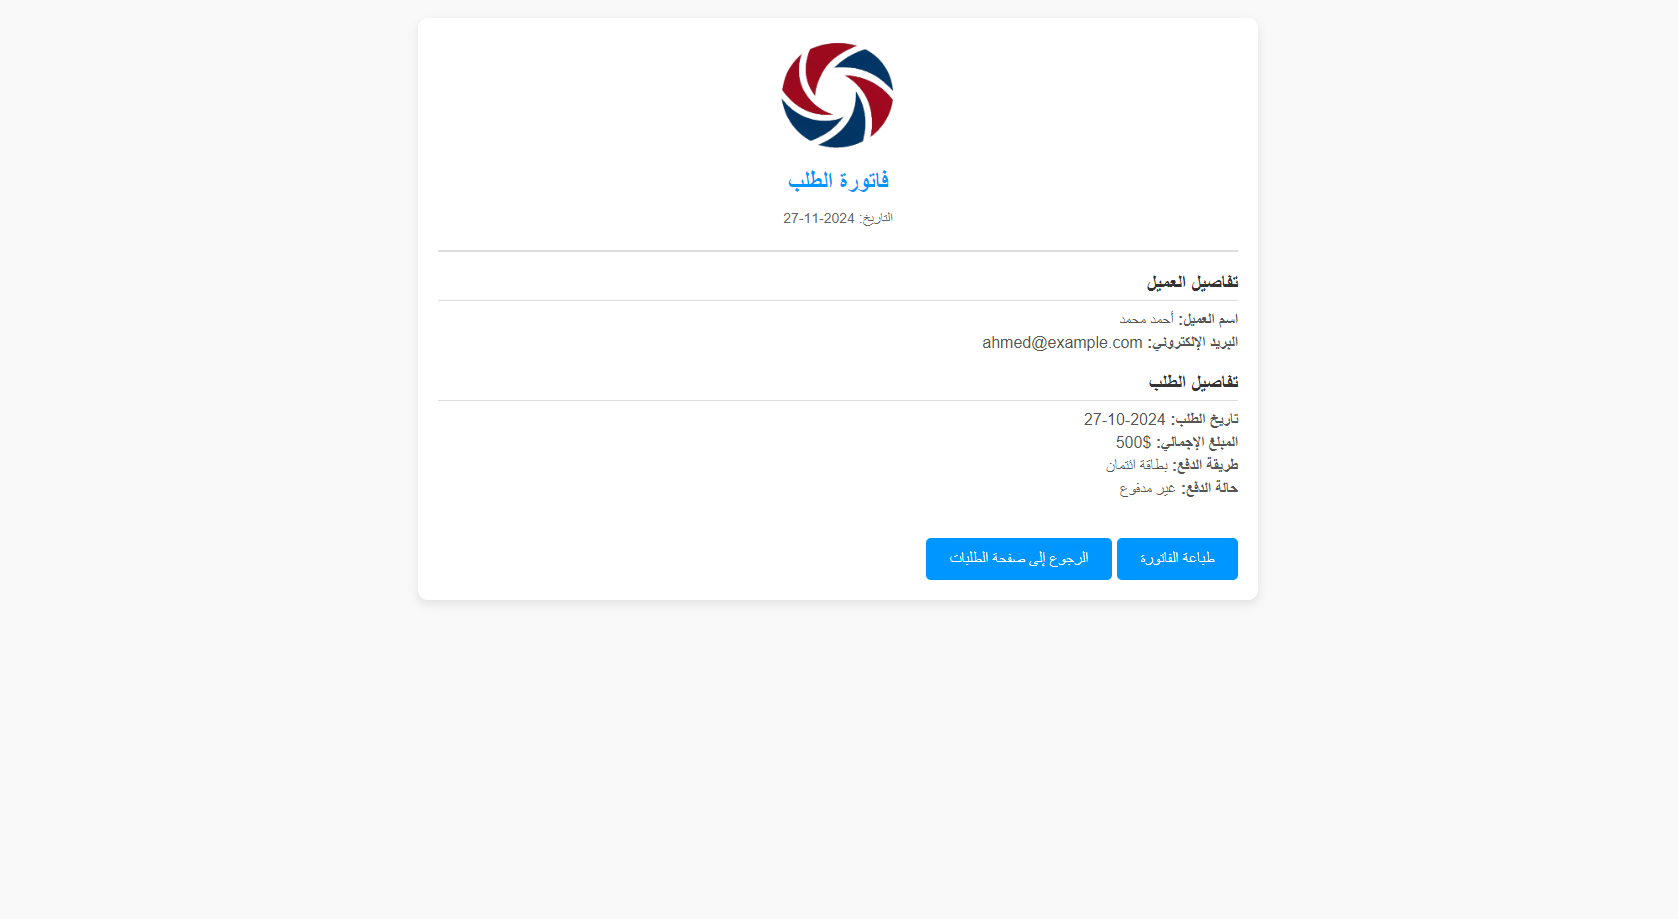 فاتورة الطلب
التاريخ: 2024-11-27
تفاصيل العميل
اسم العميل: أحمد محمد
البريد الإلكتروني: ahmed@example.com
تفاصيل الطلب
تاريخ الطلب: 2024-10-27
المبلغ الإجمالي: $500
طريقة الدفع: بطاقة ائتمان
حالة الدفع: غير مدفوع
طباعة الفاتورة
الرجوع إلى صفحة الطلبات